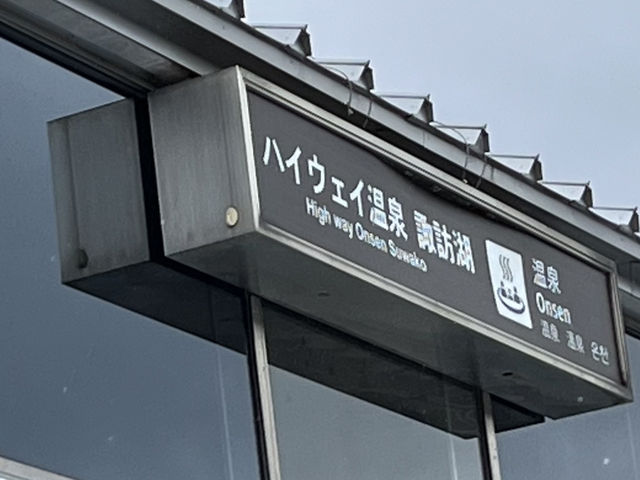 ハイウェイ温泉 諏訪湖
High way Onsen Suwako
温泉
Onsen
温泉 温泉 온천